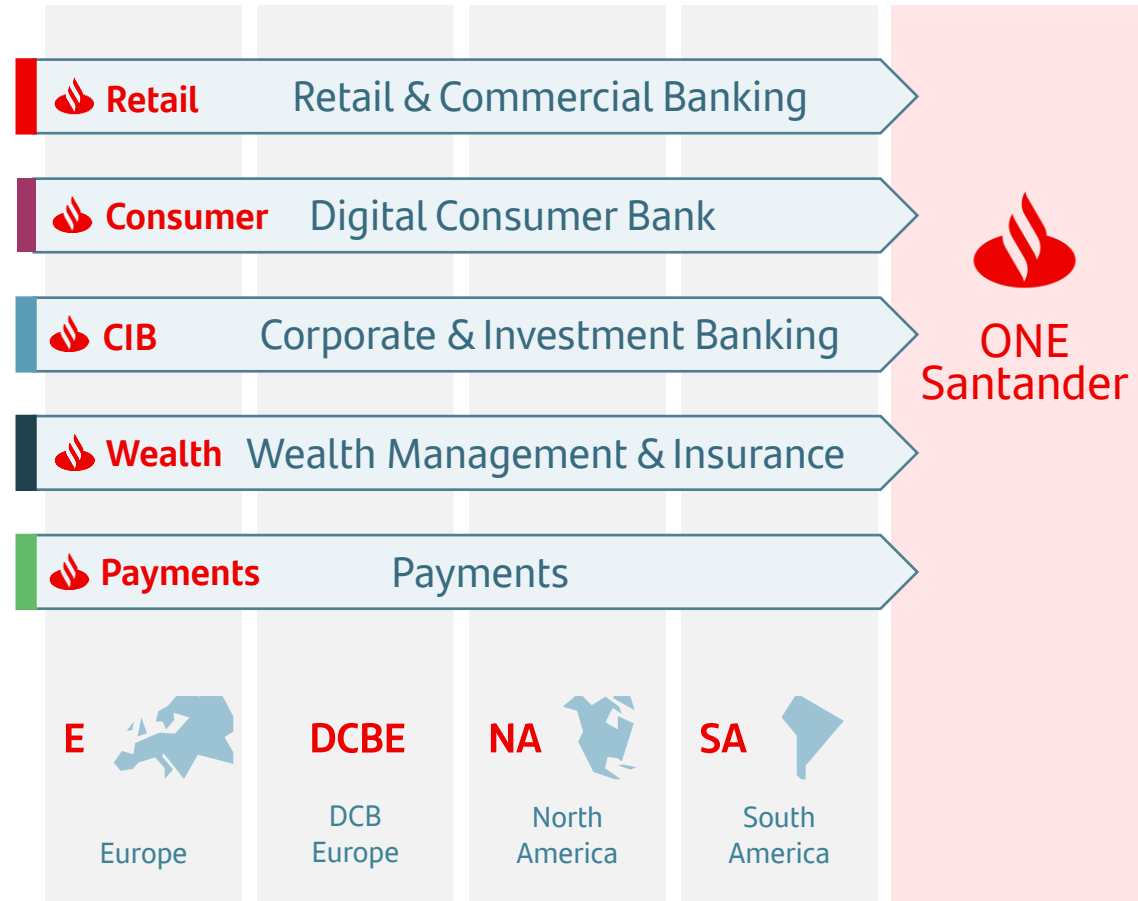 Retail Retail & Commercial Banking
Consumer Digital Consumer Bank
CIB Corporate & Investment Banking
Wealth Wealth Management & Insurance
Payments Payments
ONE
Santander
E
DCBE
NA
SA
Europe
DCB
Europe
North
America
South
America